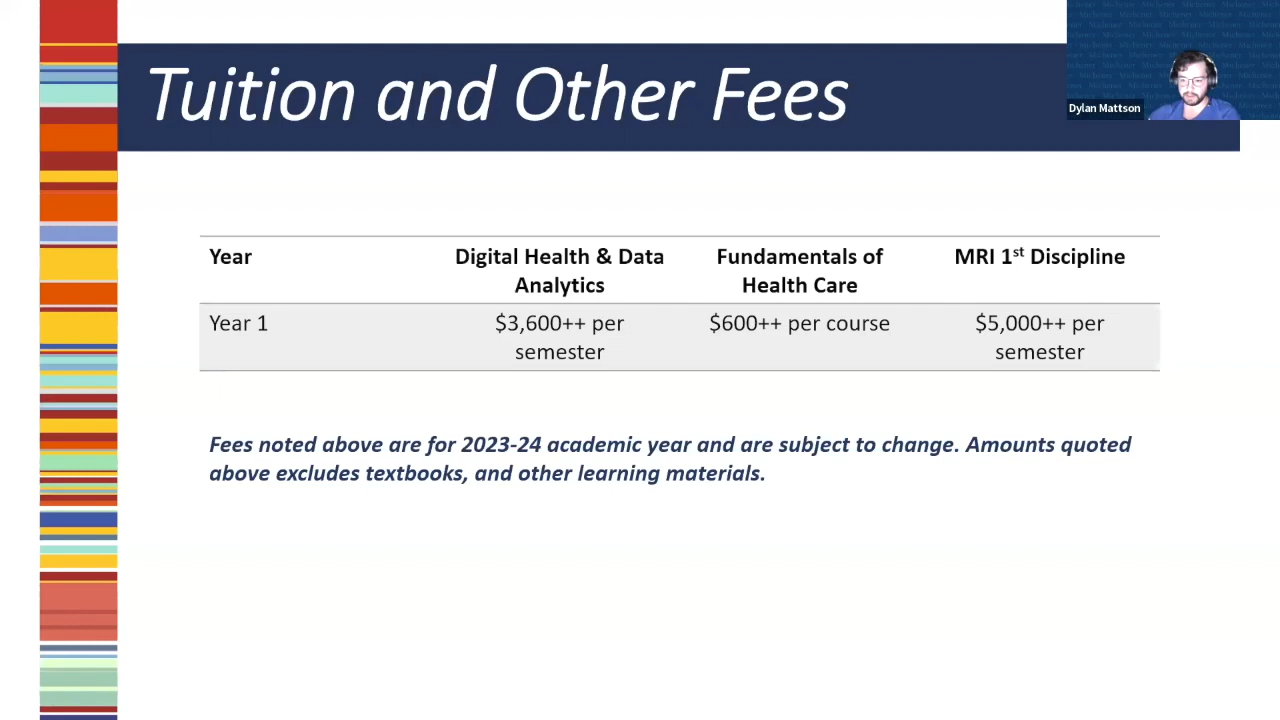 Tuition and Other Fees
Dylan Mattson
Year
Digital Health & Data
Analytics
Fundamentals of
Health Care
MRI 1st Discipline
Year 1
$3,600++ per
semester
$600++ per course
$5,000++ per
semester
Fees noted above are for 2023-24 academic year and are subject to change. Amounts quoted
above excludes textbooks, and other learning materials.